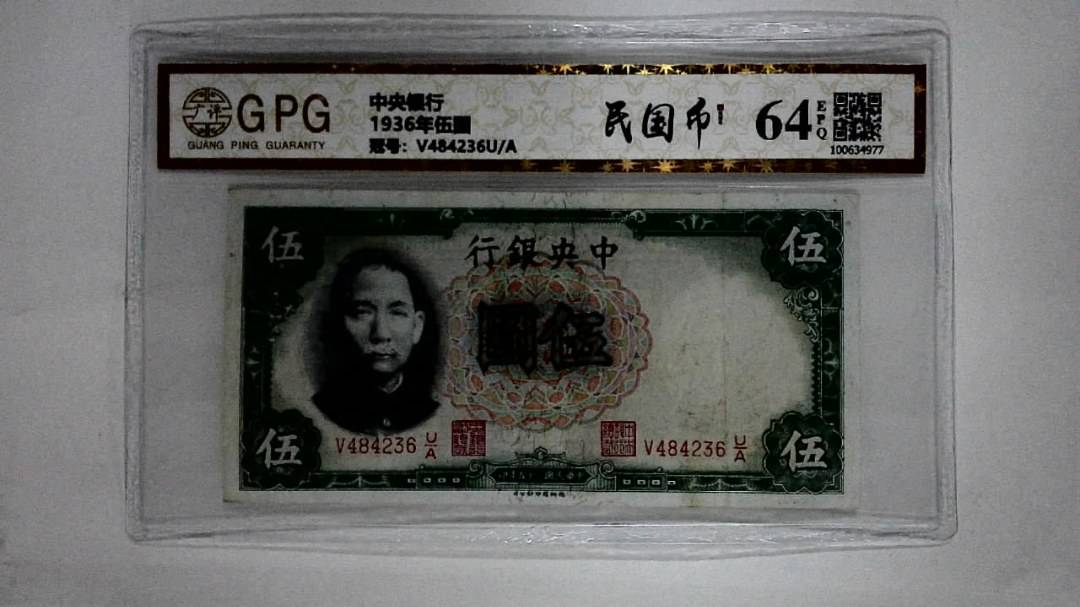 GPG
GUANG PING GUARANTY
中央银行
1936年伍圆
冠号：V484236U/A
民国币
64
EPQ
100634977
伍
行銀央中
伍
圓伍
V484236 U/A
V484236 U/A
伍
伍